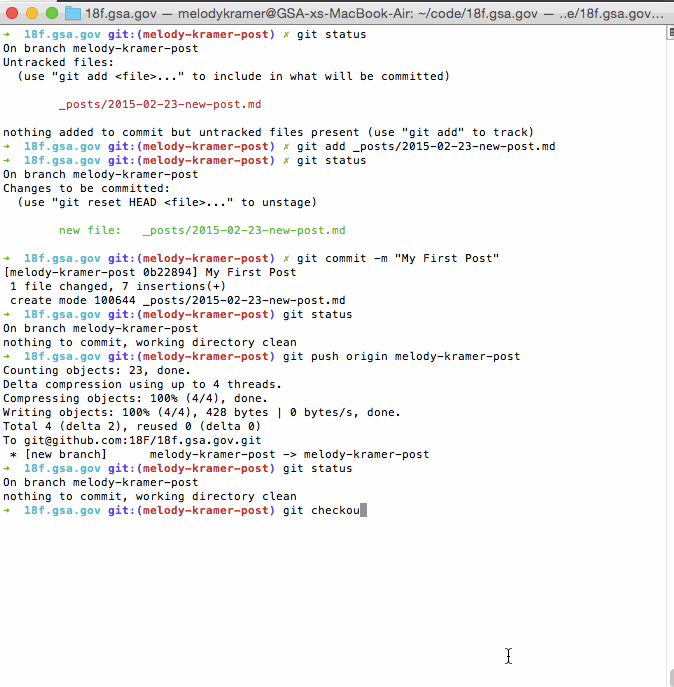 18f.gsa.gov — melodykramer@GSA-xs-MacBook-Air: ~/code/18f.gsa.gov — ..e/18f.gsa.gov...
➜  18f.gsa.gov git:(melody-kramer-post) ✗ git status
On branch melody-kramer-post
Untracked files:
  (use "git add <file>..." to include in what will be committed)
        _posts/2015-02-23-new-post.md
nothing added to commit but untracked files present (use "git add" to track)
➜  18f.gsa.gov git:(melody-kramer-post) ✗ git add _posts/2015-02-23-new-post.md
➜  18f.gsa.gov git:(melody-kramer-post) ✗ git status
On branch melody-kramer-post
Changes to be committed:
  (use "git reset HEAD <file>..." to unstage)
        new file:   _posts/2015-02-23-new-post.md
➜  18f.gsa.gov git:(melody-kramer-post) ✗ git commit -m "My First Post"
[melody-kramer-post 0b22894] My First Post
 1 file changed, 7 insertions(+)
 create mode 100644 _posts/2015-02-23-new-post.md
➜  18f.gsa.gov git:(melody-kramer-post) git status
On branch melody-kramer-post
nothing to commit, working directory clean
➜  18f.gsa.gov git:(melody-kramer-post) git push origin melody-kramer-post
Counting objects: 23, done.
Delta compression using up to 4 threads.
Compressing objects: 100% (4/4), done.
Writing objects: 100% (4/4), 428 bytes | 0 bytes/s, done.
Total 4 (delta 2), reused 0 (delta 0)
To git@github.com:18F/18f.gsa.gov.git
 * [new branch]      melody-kramer-post -> melody-kramer-post
➜  18f.gsa.gov git:(melody-kramer-post) git status
On branch melody-kramer-post
nothing to commit, working directory clean
➜  18f.gsa.gov git:(melody-kramer-post) git checkou